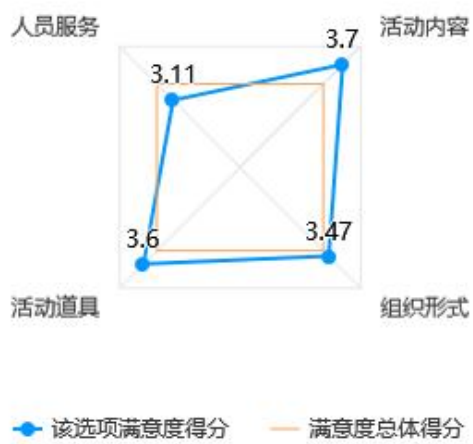 人员服务
活动内容
3.7
3.11
3.6
3.47
活动道具
组织形式
该选项满意度得分
满意度总体得分